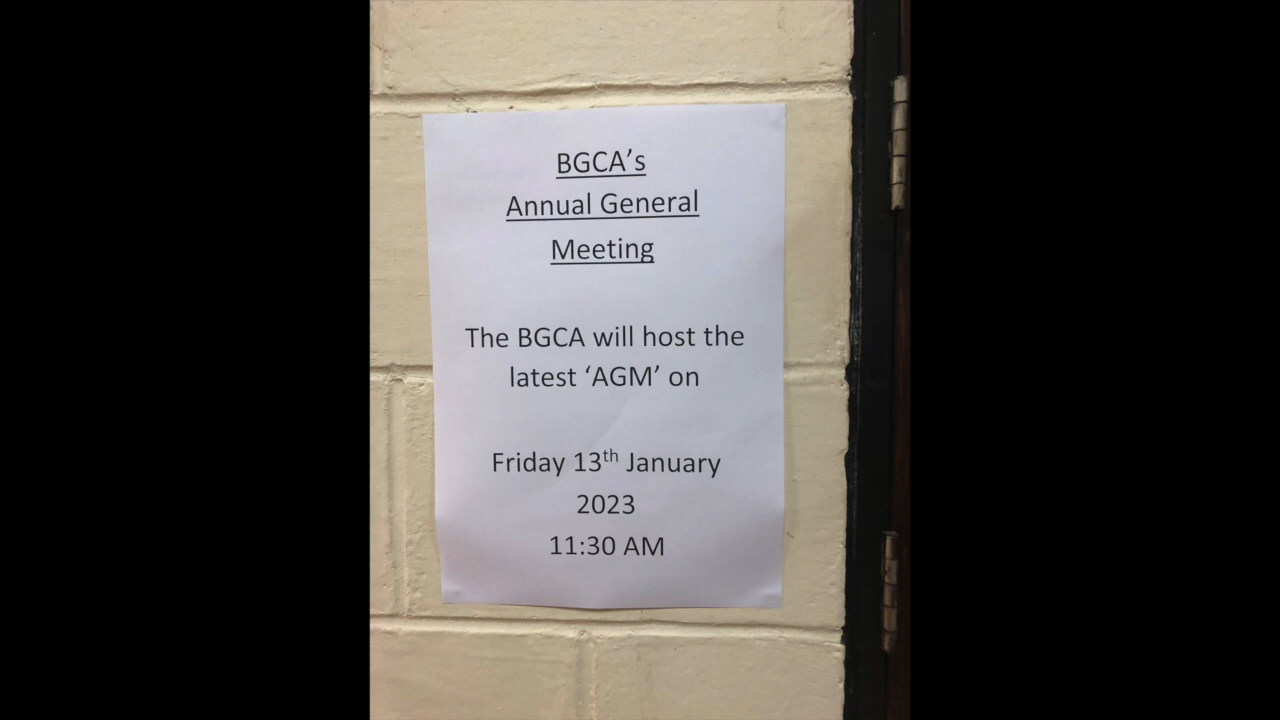 BGCA’s
Annual General
Meeting
The BGCA will host the
latest ‘AGM’ on
Friday 13th January
2023
11:30 AM